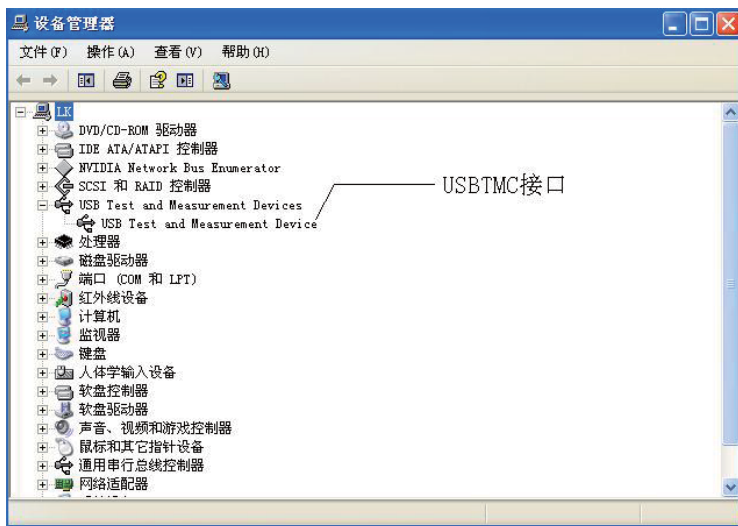 设备管理器
文件(F) 操作(A) 查看(V) 帮助(H)
LK
DVD/CD-ROM 驱动器
IDE ATA/ATAPI 控制器
NVIDIA Network Bus Enumerator
SCSI 和 RAID 控制器
USB Test and Measurement Devices
USBTMC接口
USB Test and Measurement Device
处理器
磁盘驱动器
端口 (COM 和 LPT)
红外线设备
计算机
监视器
键盘
人体学输入设备
软盘控制器
软盘驱动器
声音、视频和游戏控制器
鼠标和其它指针设备
通用串行总线控制器
网络适配器